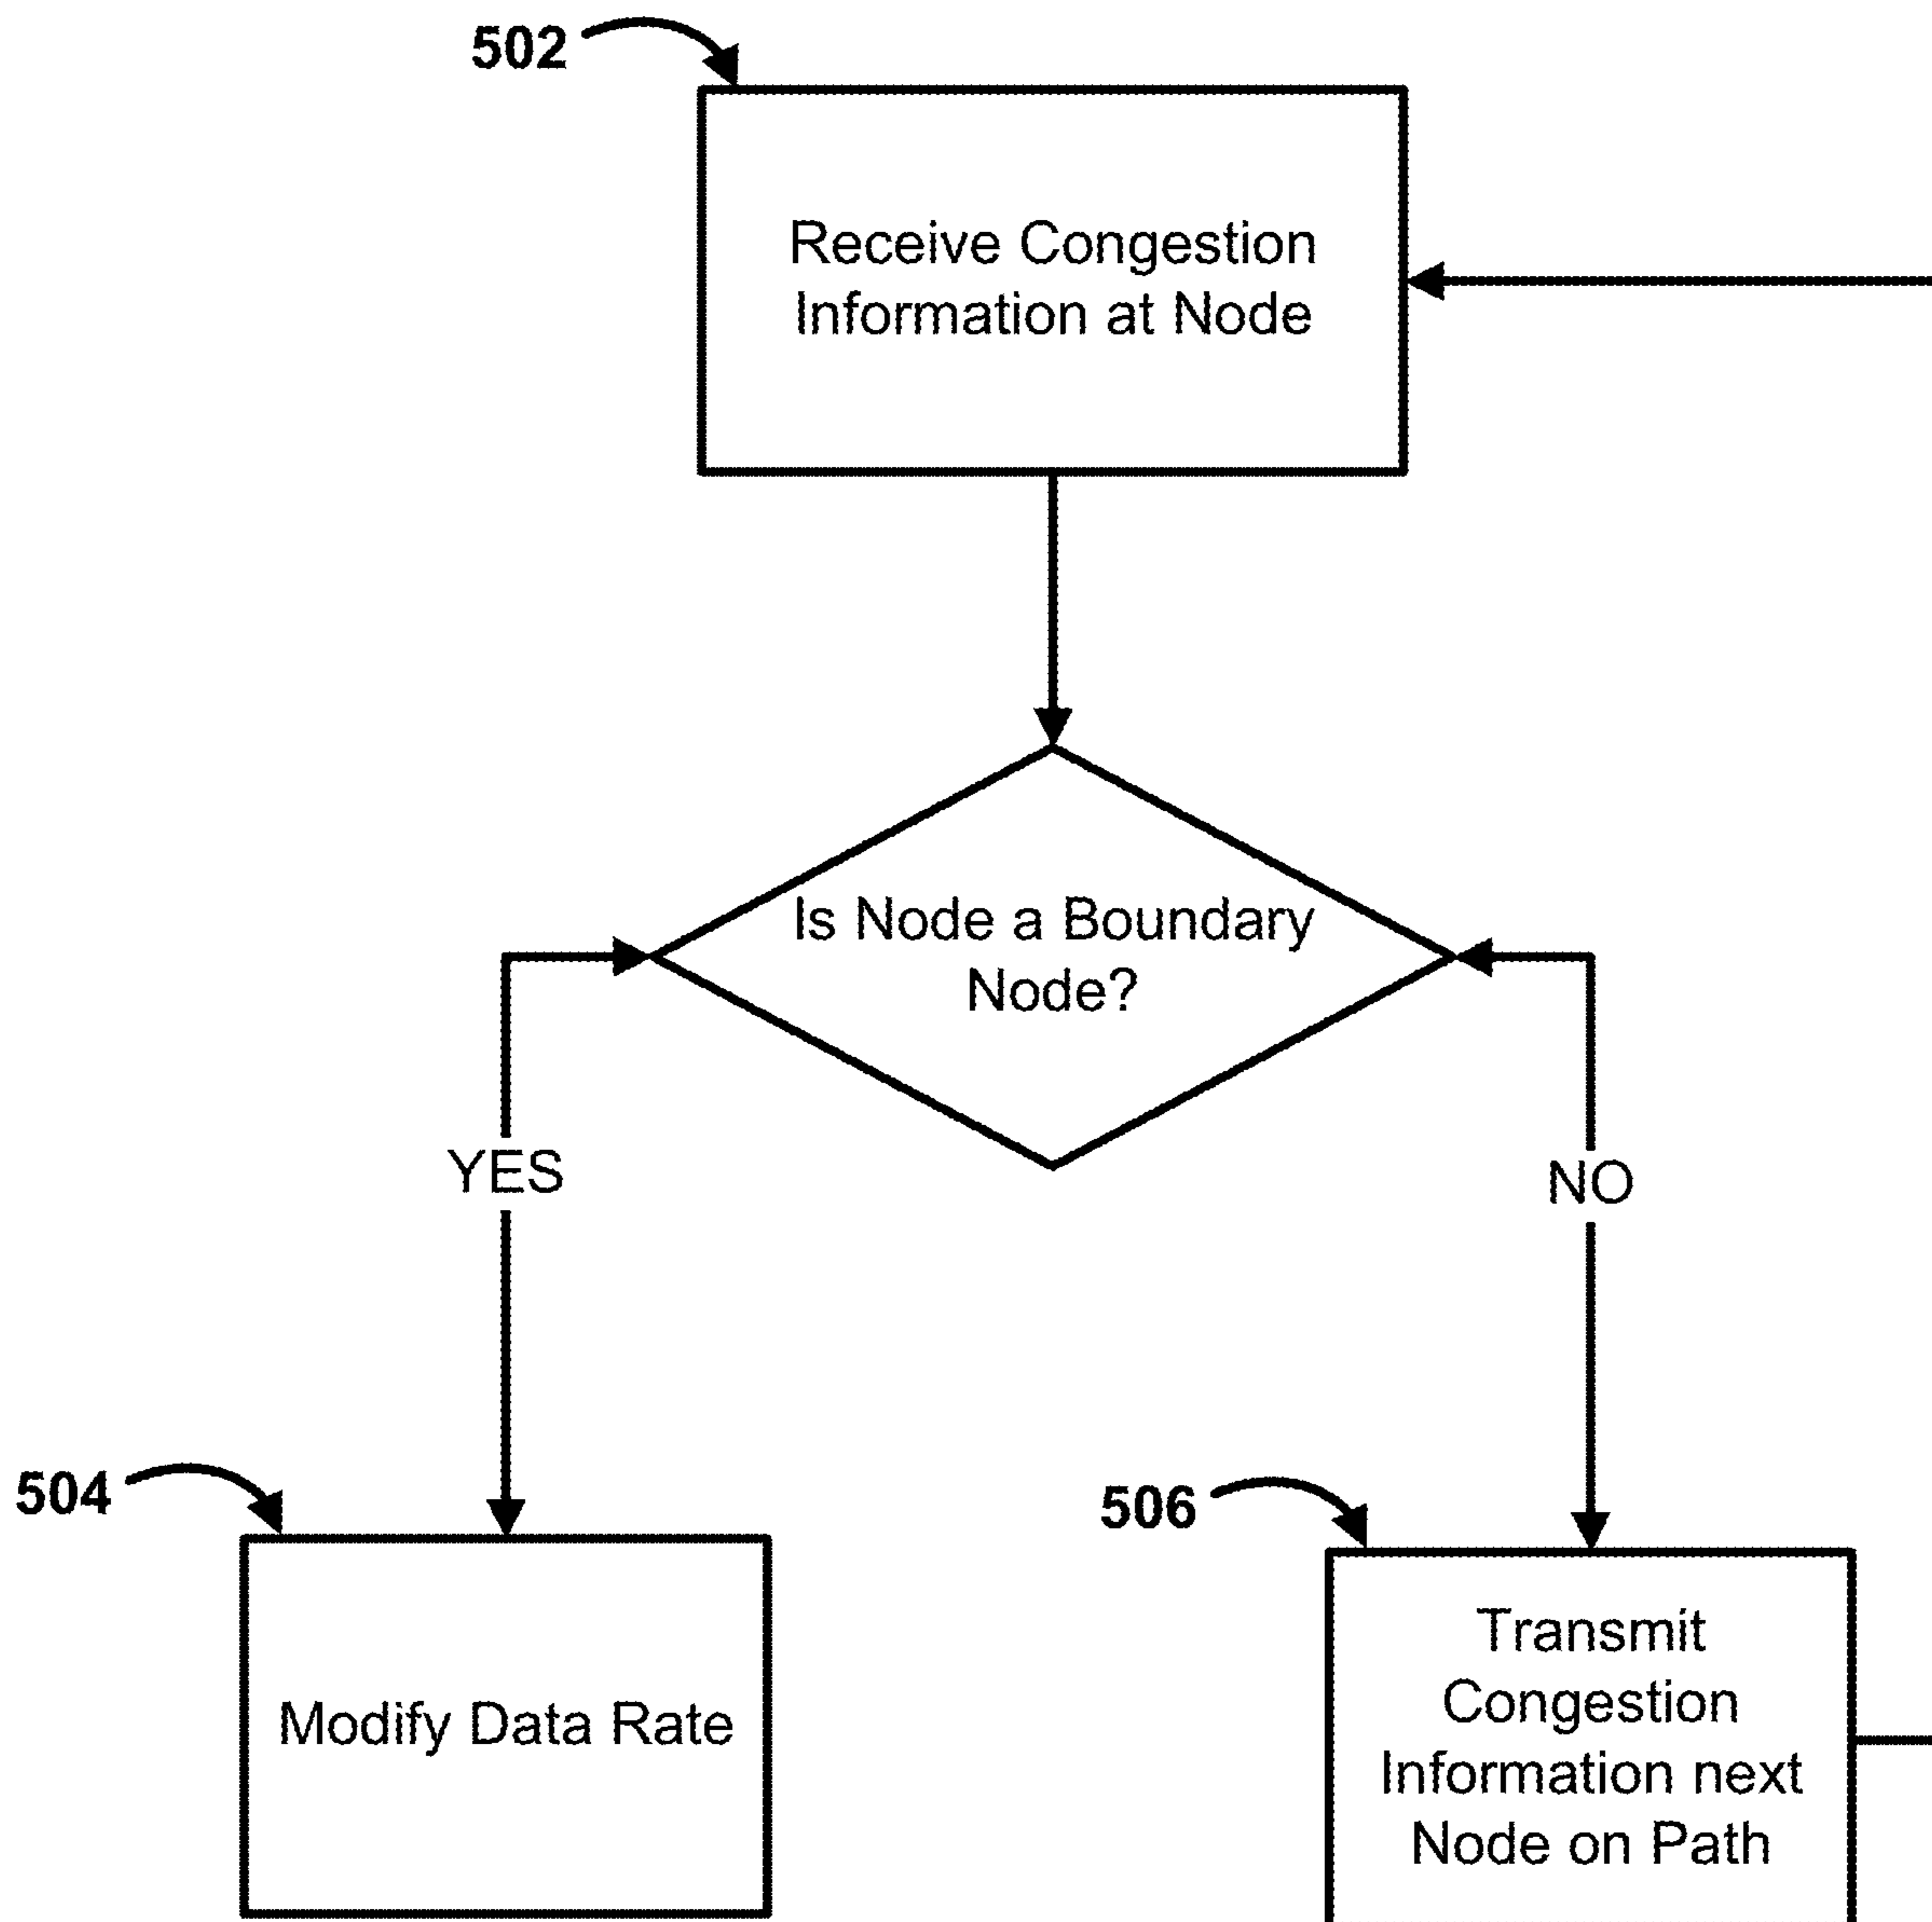 502
Receive Congestion
Information at Node
Is Node a Boundary
Node?
YES
NO
504
Modify Data Rate
506
Transmit
Congestion
Information next
Node on Path